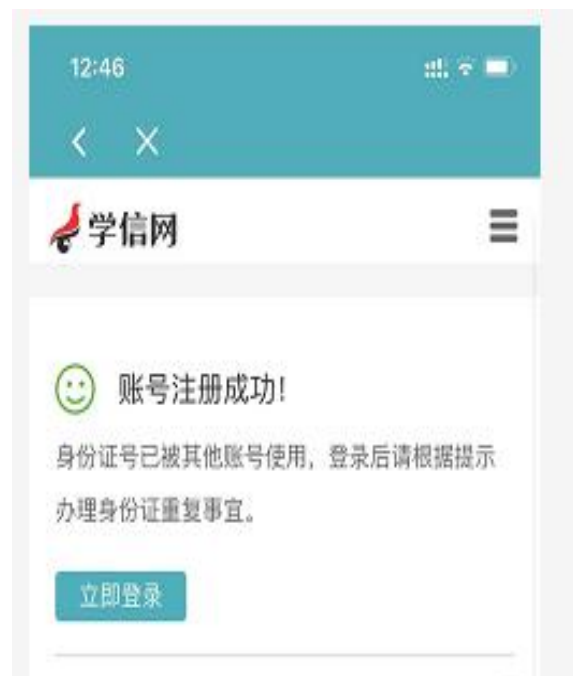 12:46
学信网
账号注册成功!
身份证号已被其他账号使用，登录后请根据提示
办理身份证重复事宜。
立即登录